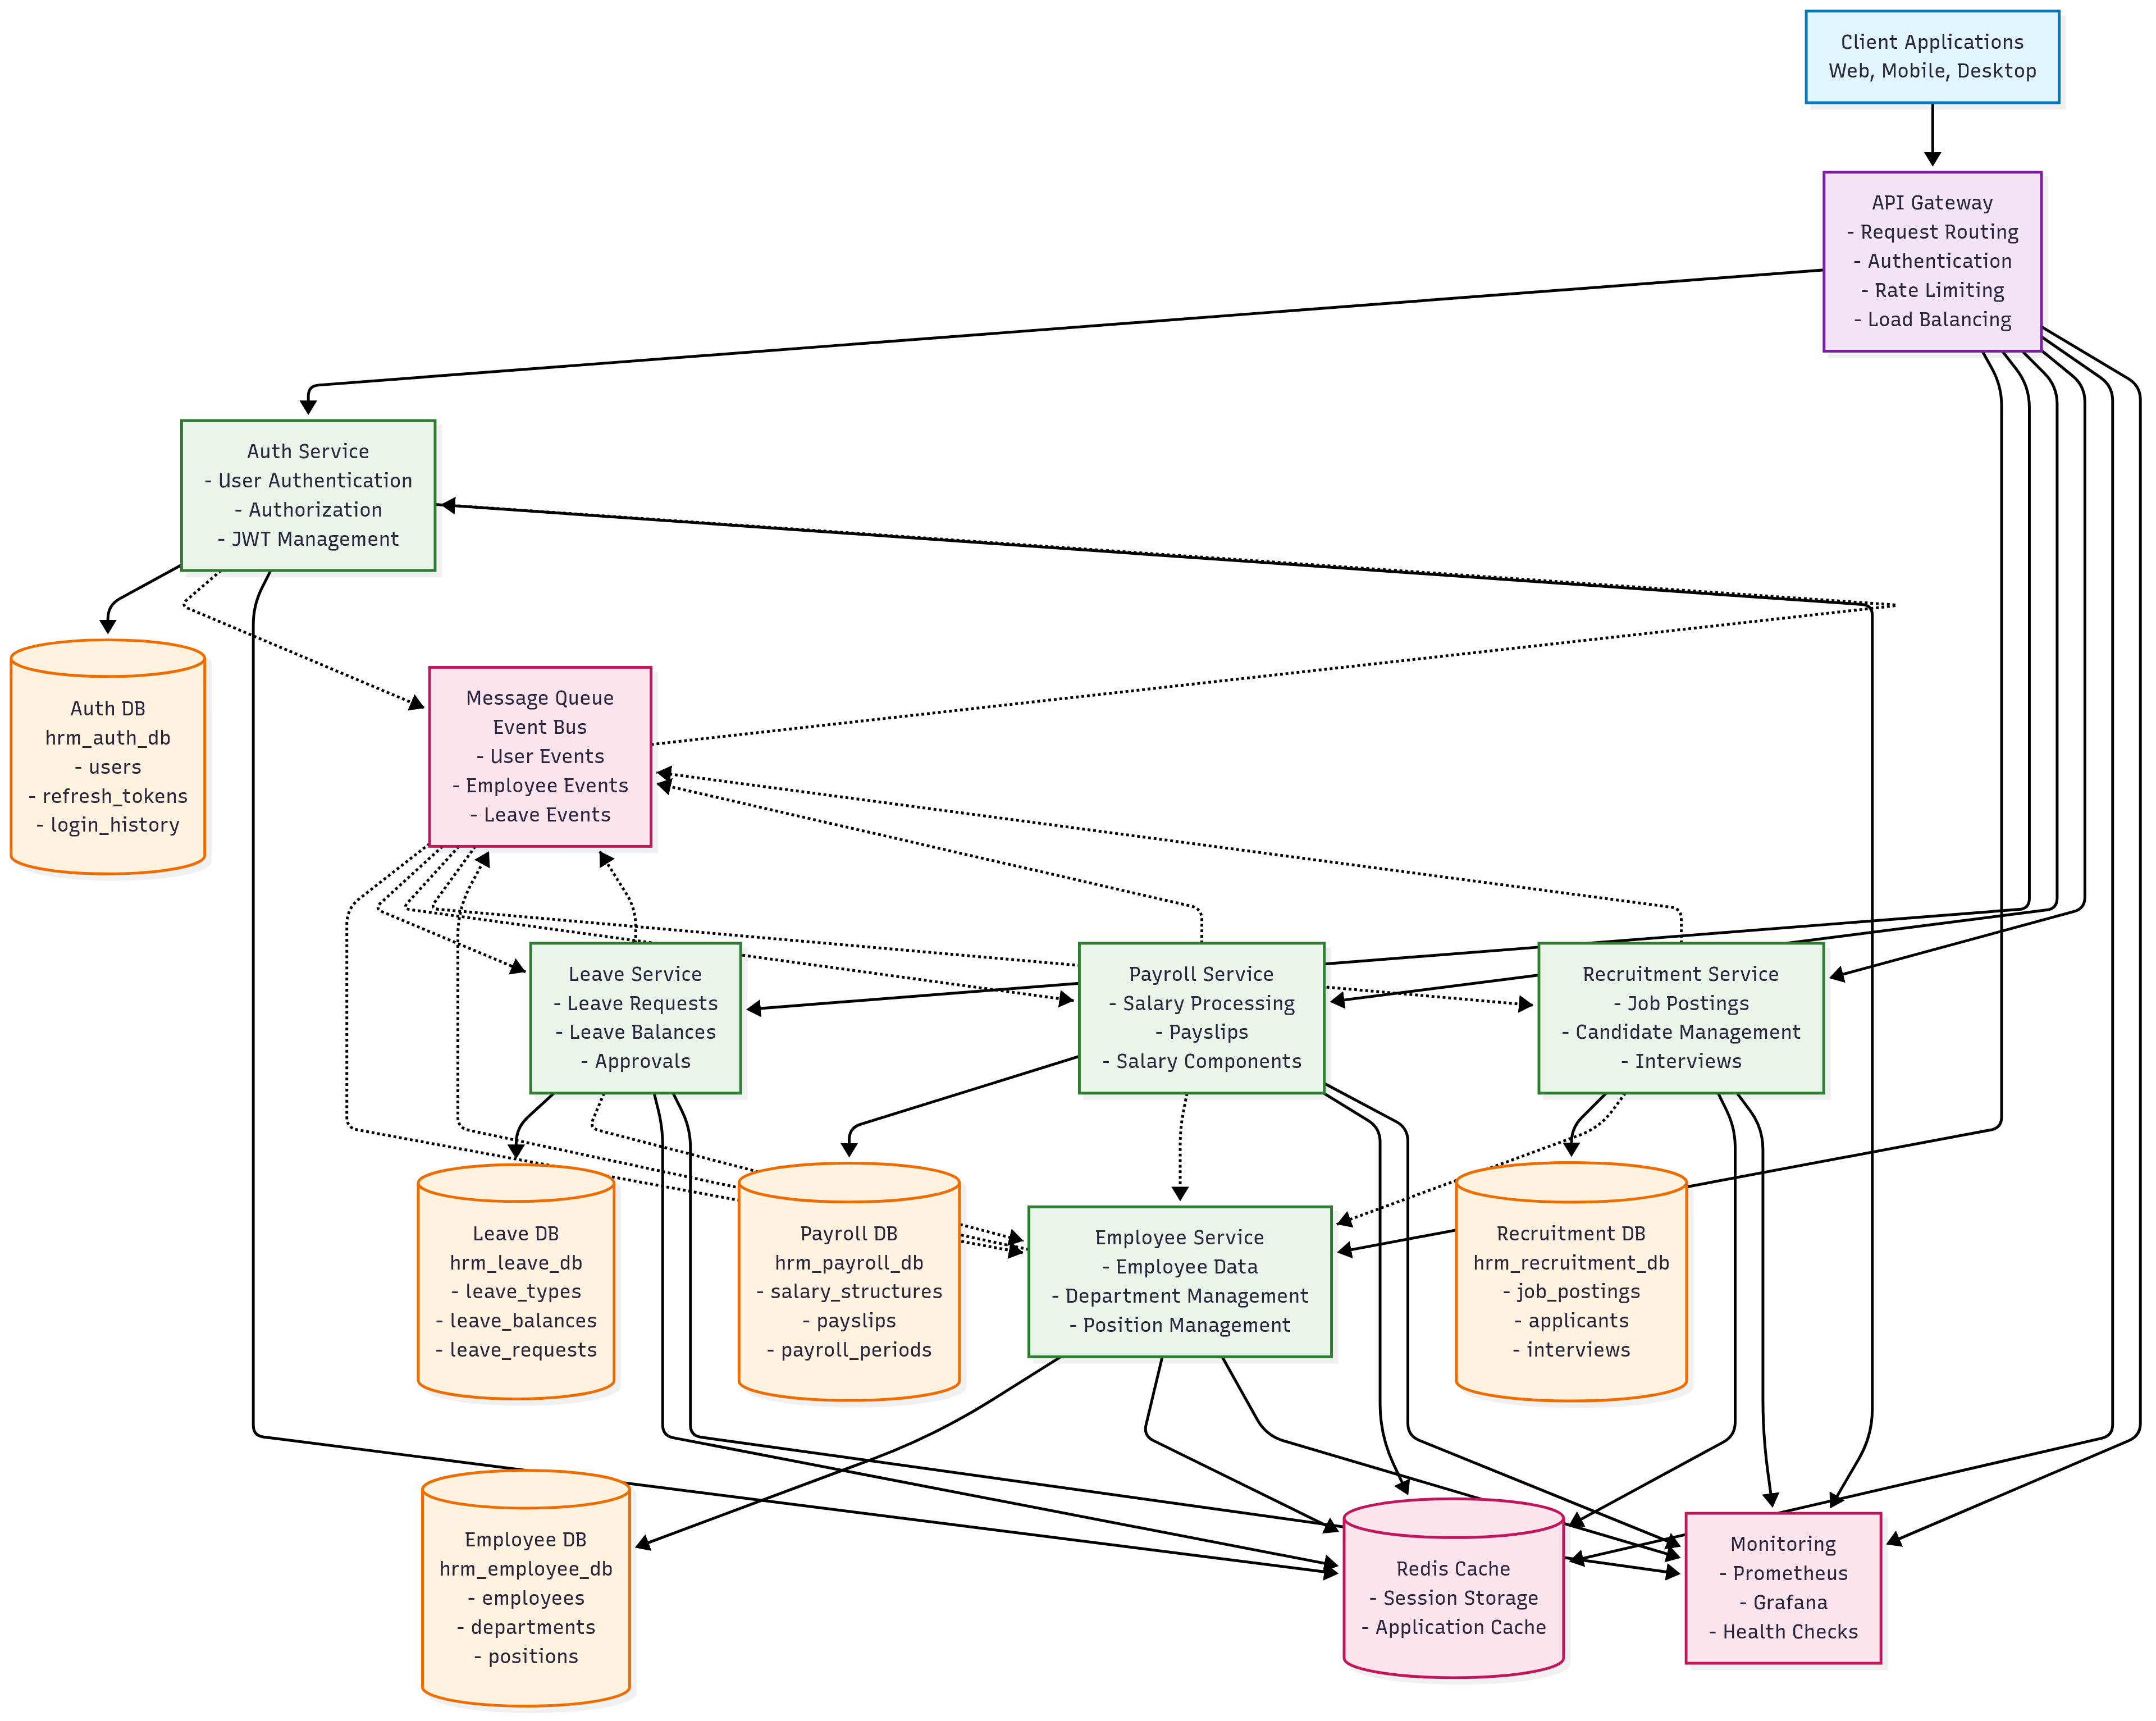 Client Applications
Web, Mobile, Desktop
API Gateway
- Request Routing
- Authentication
- Rate Limiting
- Load Balancing
Auth Service
- User Authentication
- Authorization
- JWT Management
Auth DB
hrm_auth_db
- users
- refresh_tokens
- login_history
Message Queue
Event Bus
- User Events
- Employee Events
- Leave Events
Leave Service
- Leave Requests
- Leave Balances
- Approvals
Payroll Service
- Salary Processing
- Payslips
- Salary Components
Recruitment Service
- Job Postings
- Candidate Management
- Interviews
Leave DB
hrm_leave_db
- leave_types
- leave_balances
- leave_requests
Payroll DB
hrm_payroll_db
- salary_structures
- payslips
- payroll_periods
Employee Service
- Employee Data
- Department Management
- Position Management
Recruitment DB
hrm_recruitment_db
- job_postings
- applicants
- interviews
Employee DB
hrm_employee_db
- employees
- departments
- positions
Redis Cache
- Session Storage
- Application Cache
Monitoring
- Prometheus
- Grafana
- Health Checks